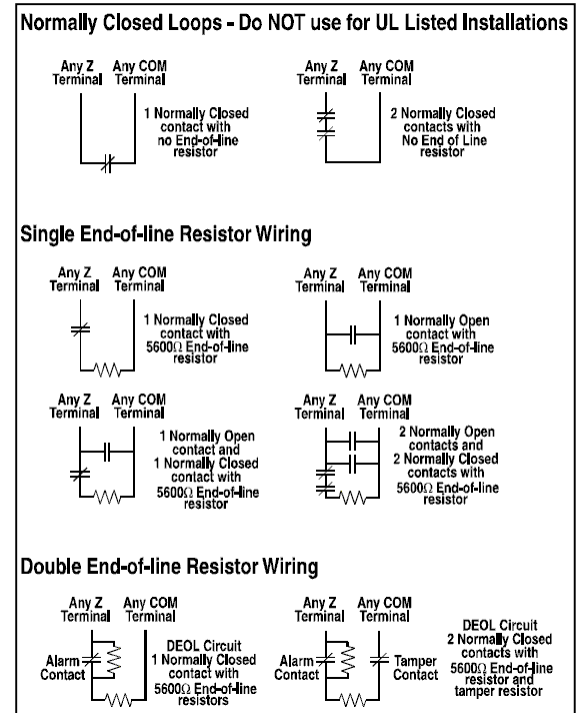 Normally Closed Loops - Do NOT use for UL Listed Installations
Any Z Any COM
Terminal Terminal
1 Normally Closed
contact with
no End-of-line
resistor
Any Z Any COM
Terminal Terminal
2 Normally Closed
contacts with
No End of Line
resistor
Single End-of-line Resistor Wiring
Any Z Any COM
Terminal Terminal
1 Normally Closed
contact with
5600Ω End-of-line
resistor
Any Z Any COM
Terminal Terminal
1 Normally Open
contact with
5600Ω End-of-line
resistor
Any Z Any COM
Terminal Terminal
1 Normally Open
contact and
1 Normally Closed
contact with
5600Ω End-of-line
resistor
Any Z Any COM
Terminal Terminal
2 Normally Open
contacts and
2 Normally Closed
contacts with
5600Ω End-of-line
resistor
Double End-of-line Resistor Wiring
Any Z Any COM
Terminal Terminal
Alarm
Contact
DEOL Circuit
1 Normally Closed
contact with
5600Ω End-of-line
resistors
Any Z Any COM
Terminal Terminal
Alarm
Contact
Tamper
Contact
DEOL Circuit
2 Normally Closed
contacts with
5600Ω End-of-line
resistor and
tamper resistor